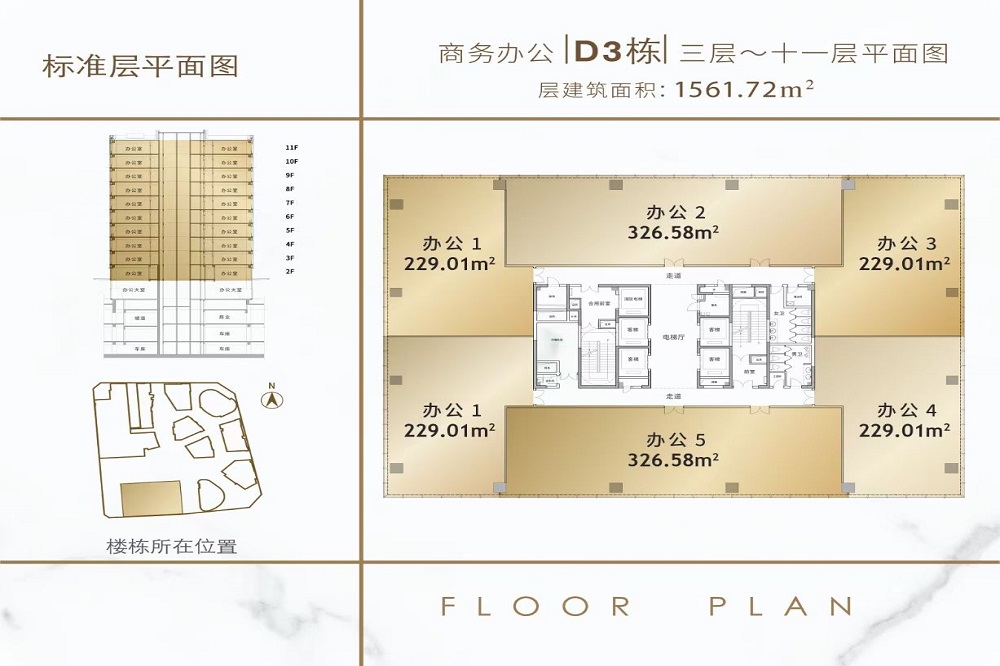 标准层平面图
商务办公 D3栋 三层～十一层平面图
层建筑面积: 1561.72m²
办公室 办公室 11F
办公室 办公室 10F
办公室 办公室 9F
办公室 办公室 8F
办公室 办公室 7F
办公室 办公室 6F
办公室 办公室 5F
办公室 办公室 4F
办公室 办公室 3F
办公室 办公室 2F
办公大堂 办公大堂
商业
车库
车库 车库
N
楼栋所在位置
办公 1
229.01m²
办公 2
326.58m²
办公 3
229.01m²
走道
合用前室
消防电梯
客梯 客梯
电梯厅
客梯 客梯
女卫
男卫
前室
走道
办公 1
229.01m²
办公 5
326.58m²
办公 4
229.01m²
FLOOR PLAN